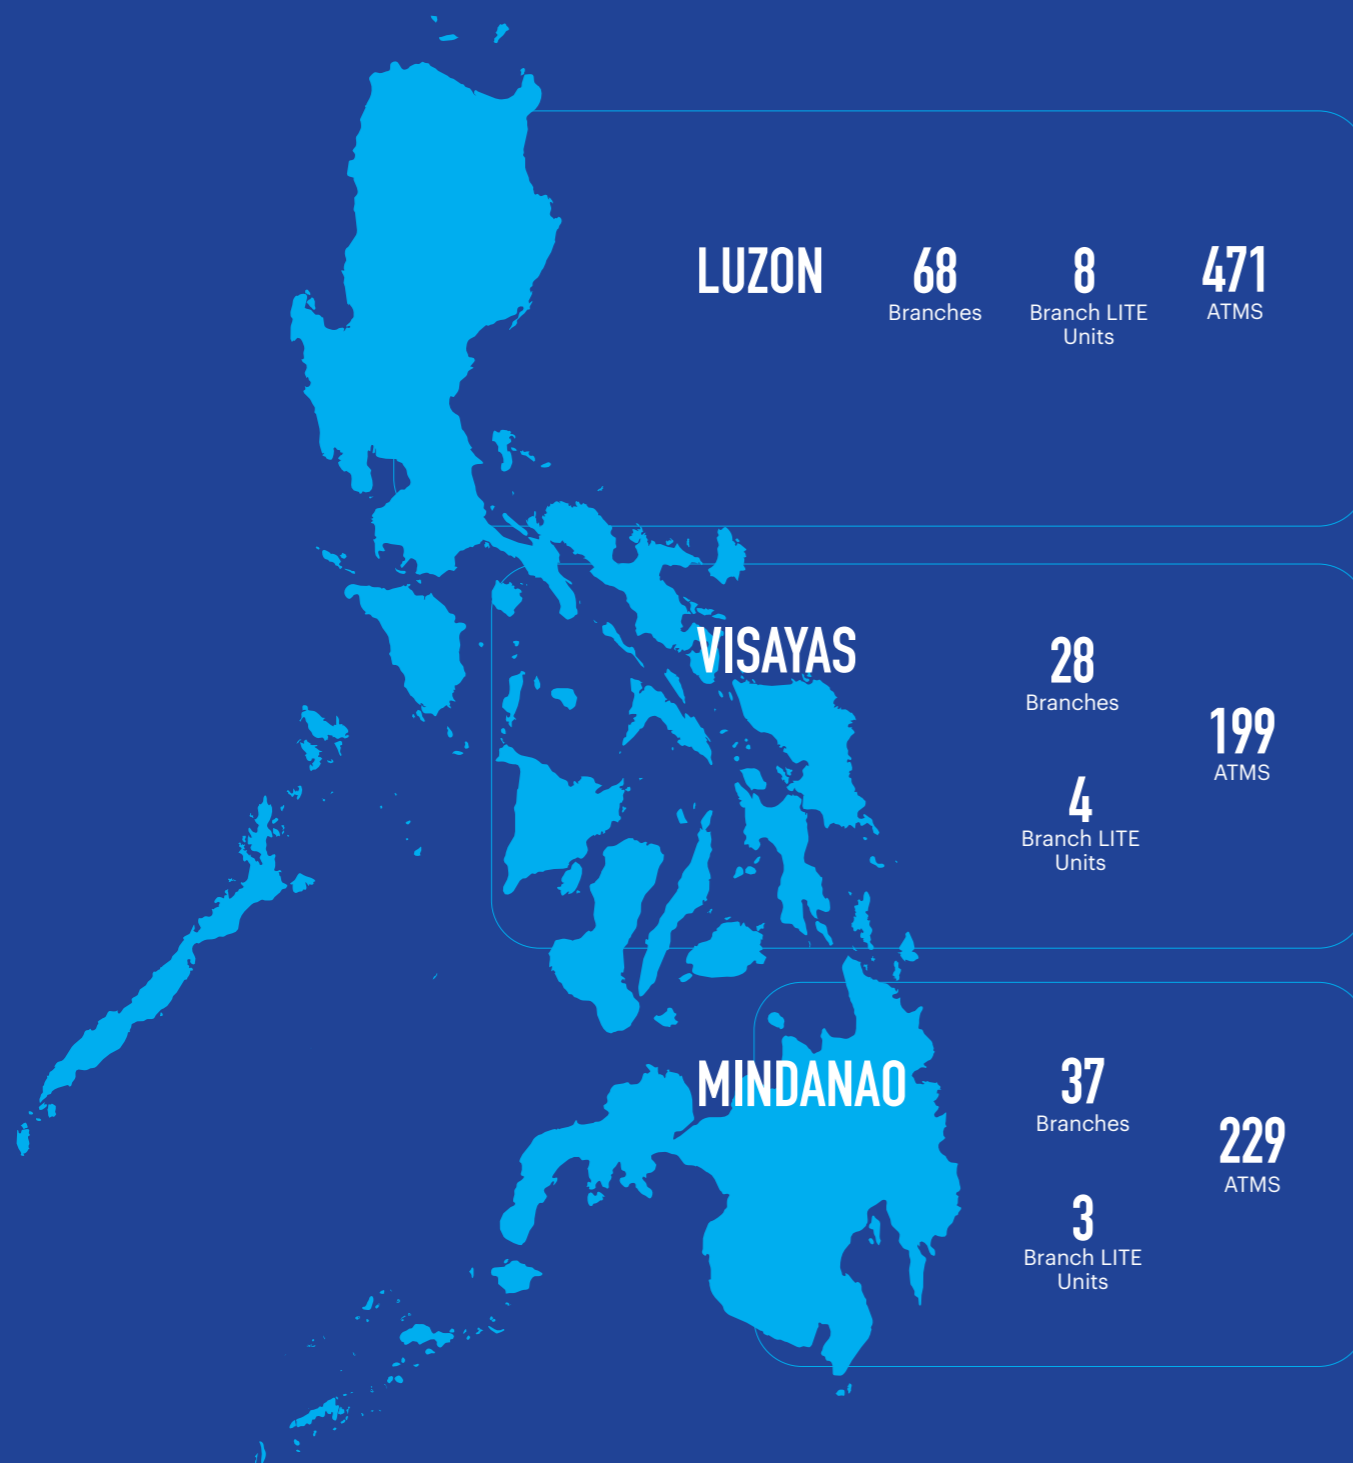 LUZON
68
Branches
8
Branch LITE
Units
471
ATMS
VISAYAS
28
Branches
4
Branch LITE
Units
199
ATMS
MINDANAO
37
Branches
3
Branch LITE
Units
229
ATMS